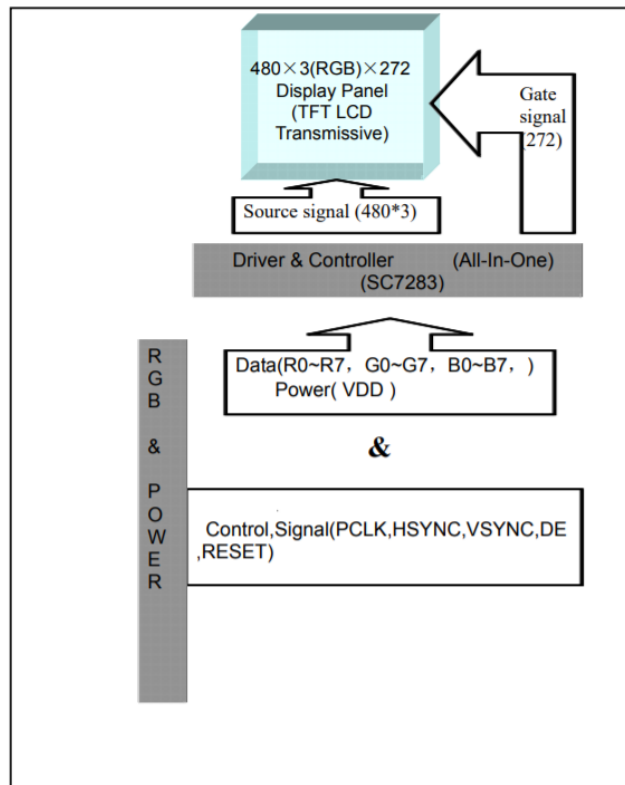 480×3(RGB)×272
Display Panel
(TFT LCD
Transmissive)
Gate
signal
(272)
Source signal (480*3)
Driver & Controller (All-In-One)
(SC7283)
Data(R0~R7，G0~G7，B0~B7，)
Power( VDD )
&
RGB & POWER
Control,Signal(PCLK,HSYNC,VSYNC,DE
,RESET)